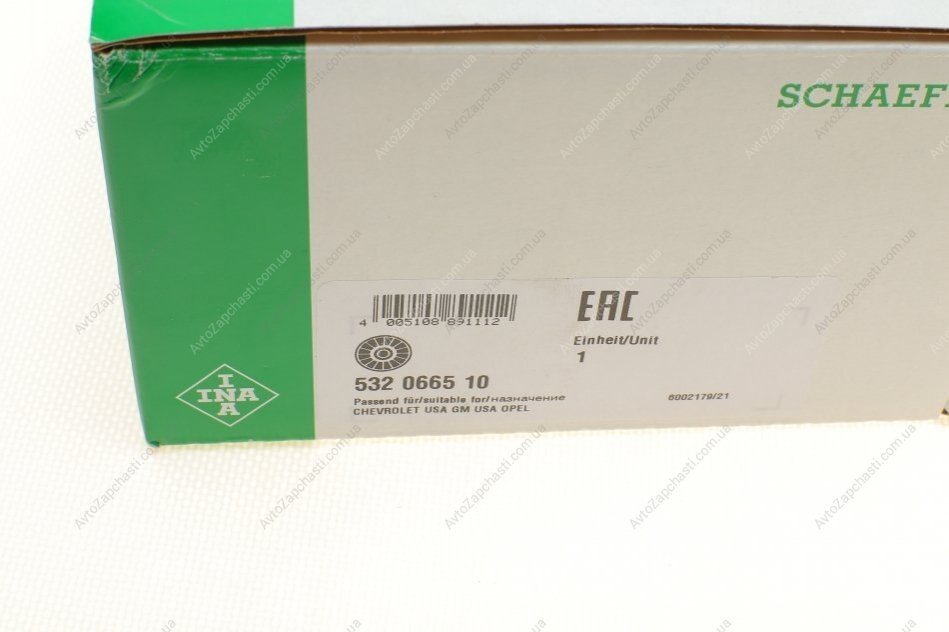 SCHAEF
EAC
4 005108 891112
Einheit/Unit
1
532 0665 10
Passend für/suitable for/назначение
CHEVROLET USA GM USA OPEL
6002179/21
INA
INA
AvtoZapchasti.com.ua